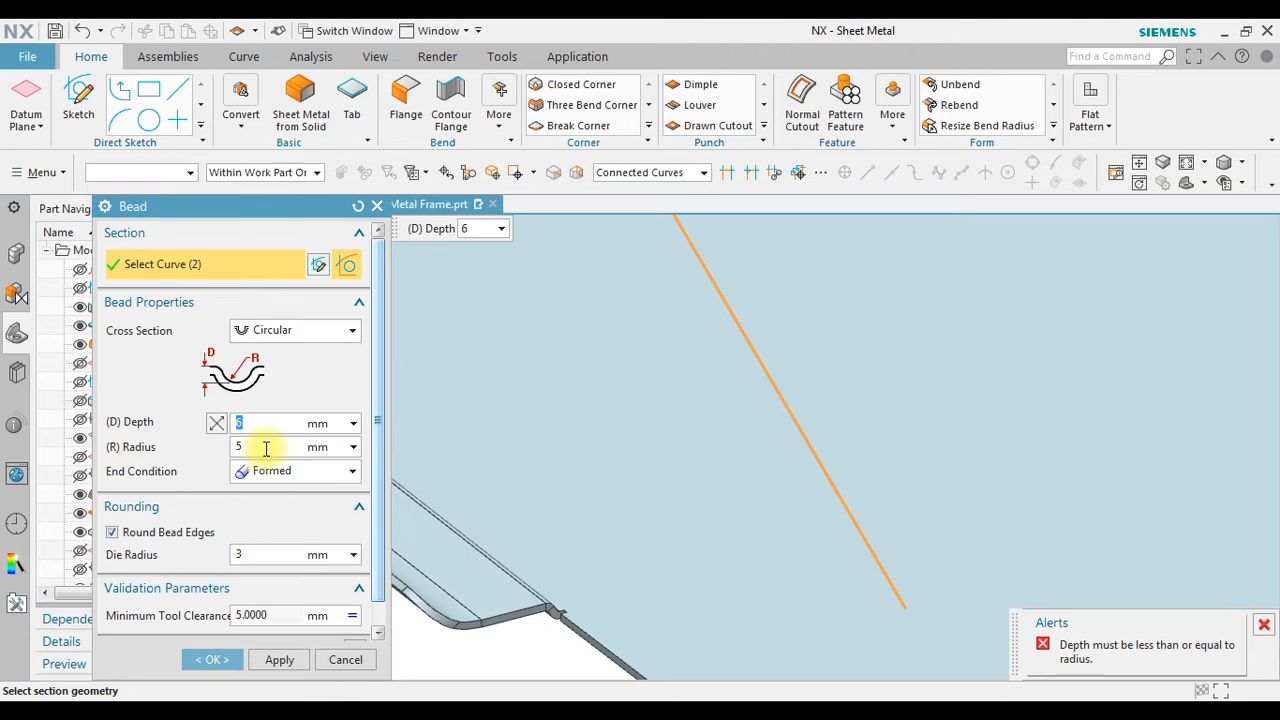 NX
Switch Window
Window
NX - Sheet Metal
SIEMENS
File
Home
Assemblies
Curve
Analysis
View
Render
Tools
Application
Find a Command
Datum
Plane
Sketch
Direct Sketch
Convert
Sheet Metal
from Solid
Tab
Basic
Flange
Contour
Flange
More
Bend
Closed Corner
Three Bend Corner
Break Corner
Corner
Dimple
Louver
Drawn Cutout
Punch
Normal
Cutout
Pattern
Feature
More
Feature
Unbend
Rebend
Resize Bend Radius
Form
Flat
Pattern
Menu
Within Work Part Or
Connected Curves
Part Navig
Name
Mod
Depende
Details
Preview
Metal Frame.prt
(D) Depth 6
Bead
Section
Select Curve (2)
Bead Properties
Cross Section
Circular
D
R
(D) Depth
6
mm
(R) Radius
5
mm
End Condition
Formed
Rounding
Round Bead Edges
Die Radius
3
mm
Validation Parameters
Minimum Tool Clearance
5.0000
mm
< OK >
Apply
Cancel
Alerts
Depth must be less than or equal to
radius.
Select section geometry